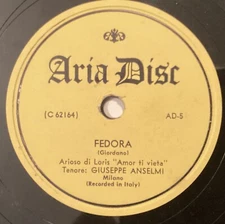 Aria Disc
(C 62164) AD-5
FEDORA
(Giordano)
Arioso di Loris "Amor ti vieta"
Tenore: GIUSEPPE ANSELMI
Milano
(Recorded in Italy)